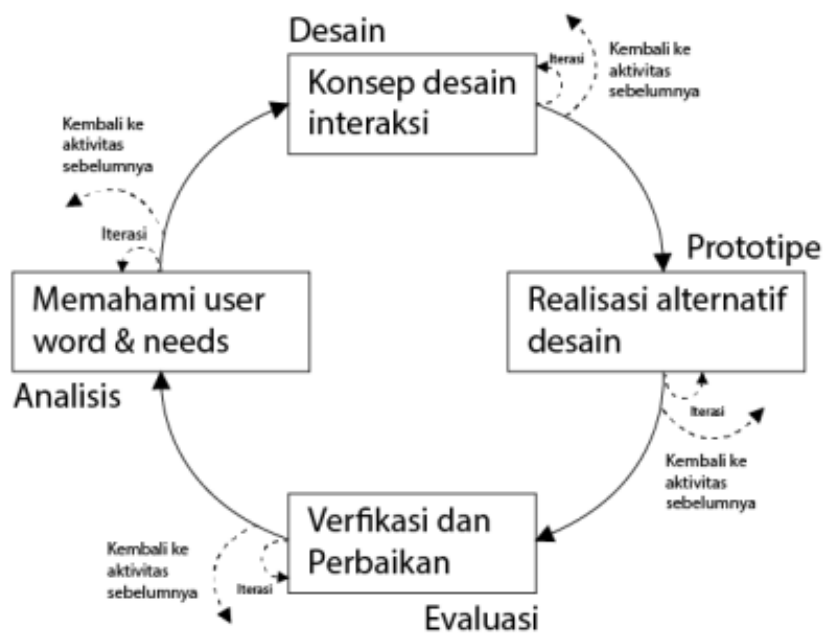 Desain
Konsep desain
interaksi
Iterasi
Kembali ke
aktivitas
sebelumnya
Kembali ke
aktivitas
sebelumnya
Iterasi
Prototipe
Memahami user
word & needs
Analisis
Realisasi alternatif
desain
Iterasi
Kembali ke
aktivitas
sebelumnya
Verfikasi dan
Perbaikan
Kembali ke
aktivitas
sebelumnya
Iterasi
Evaluasi